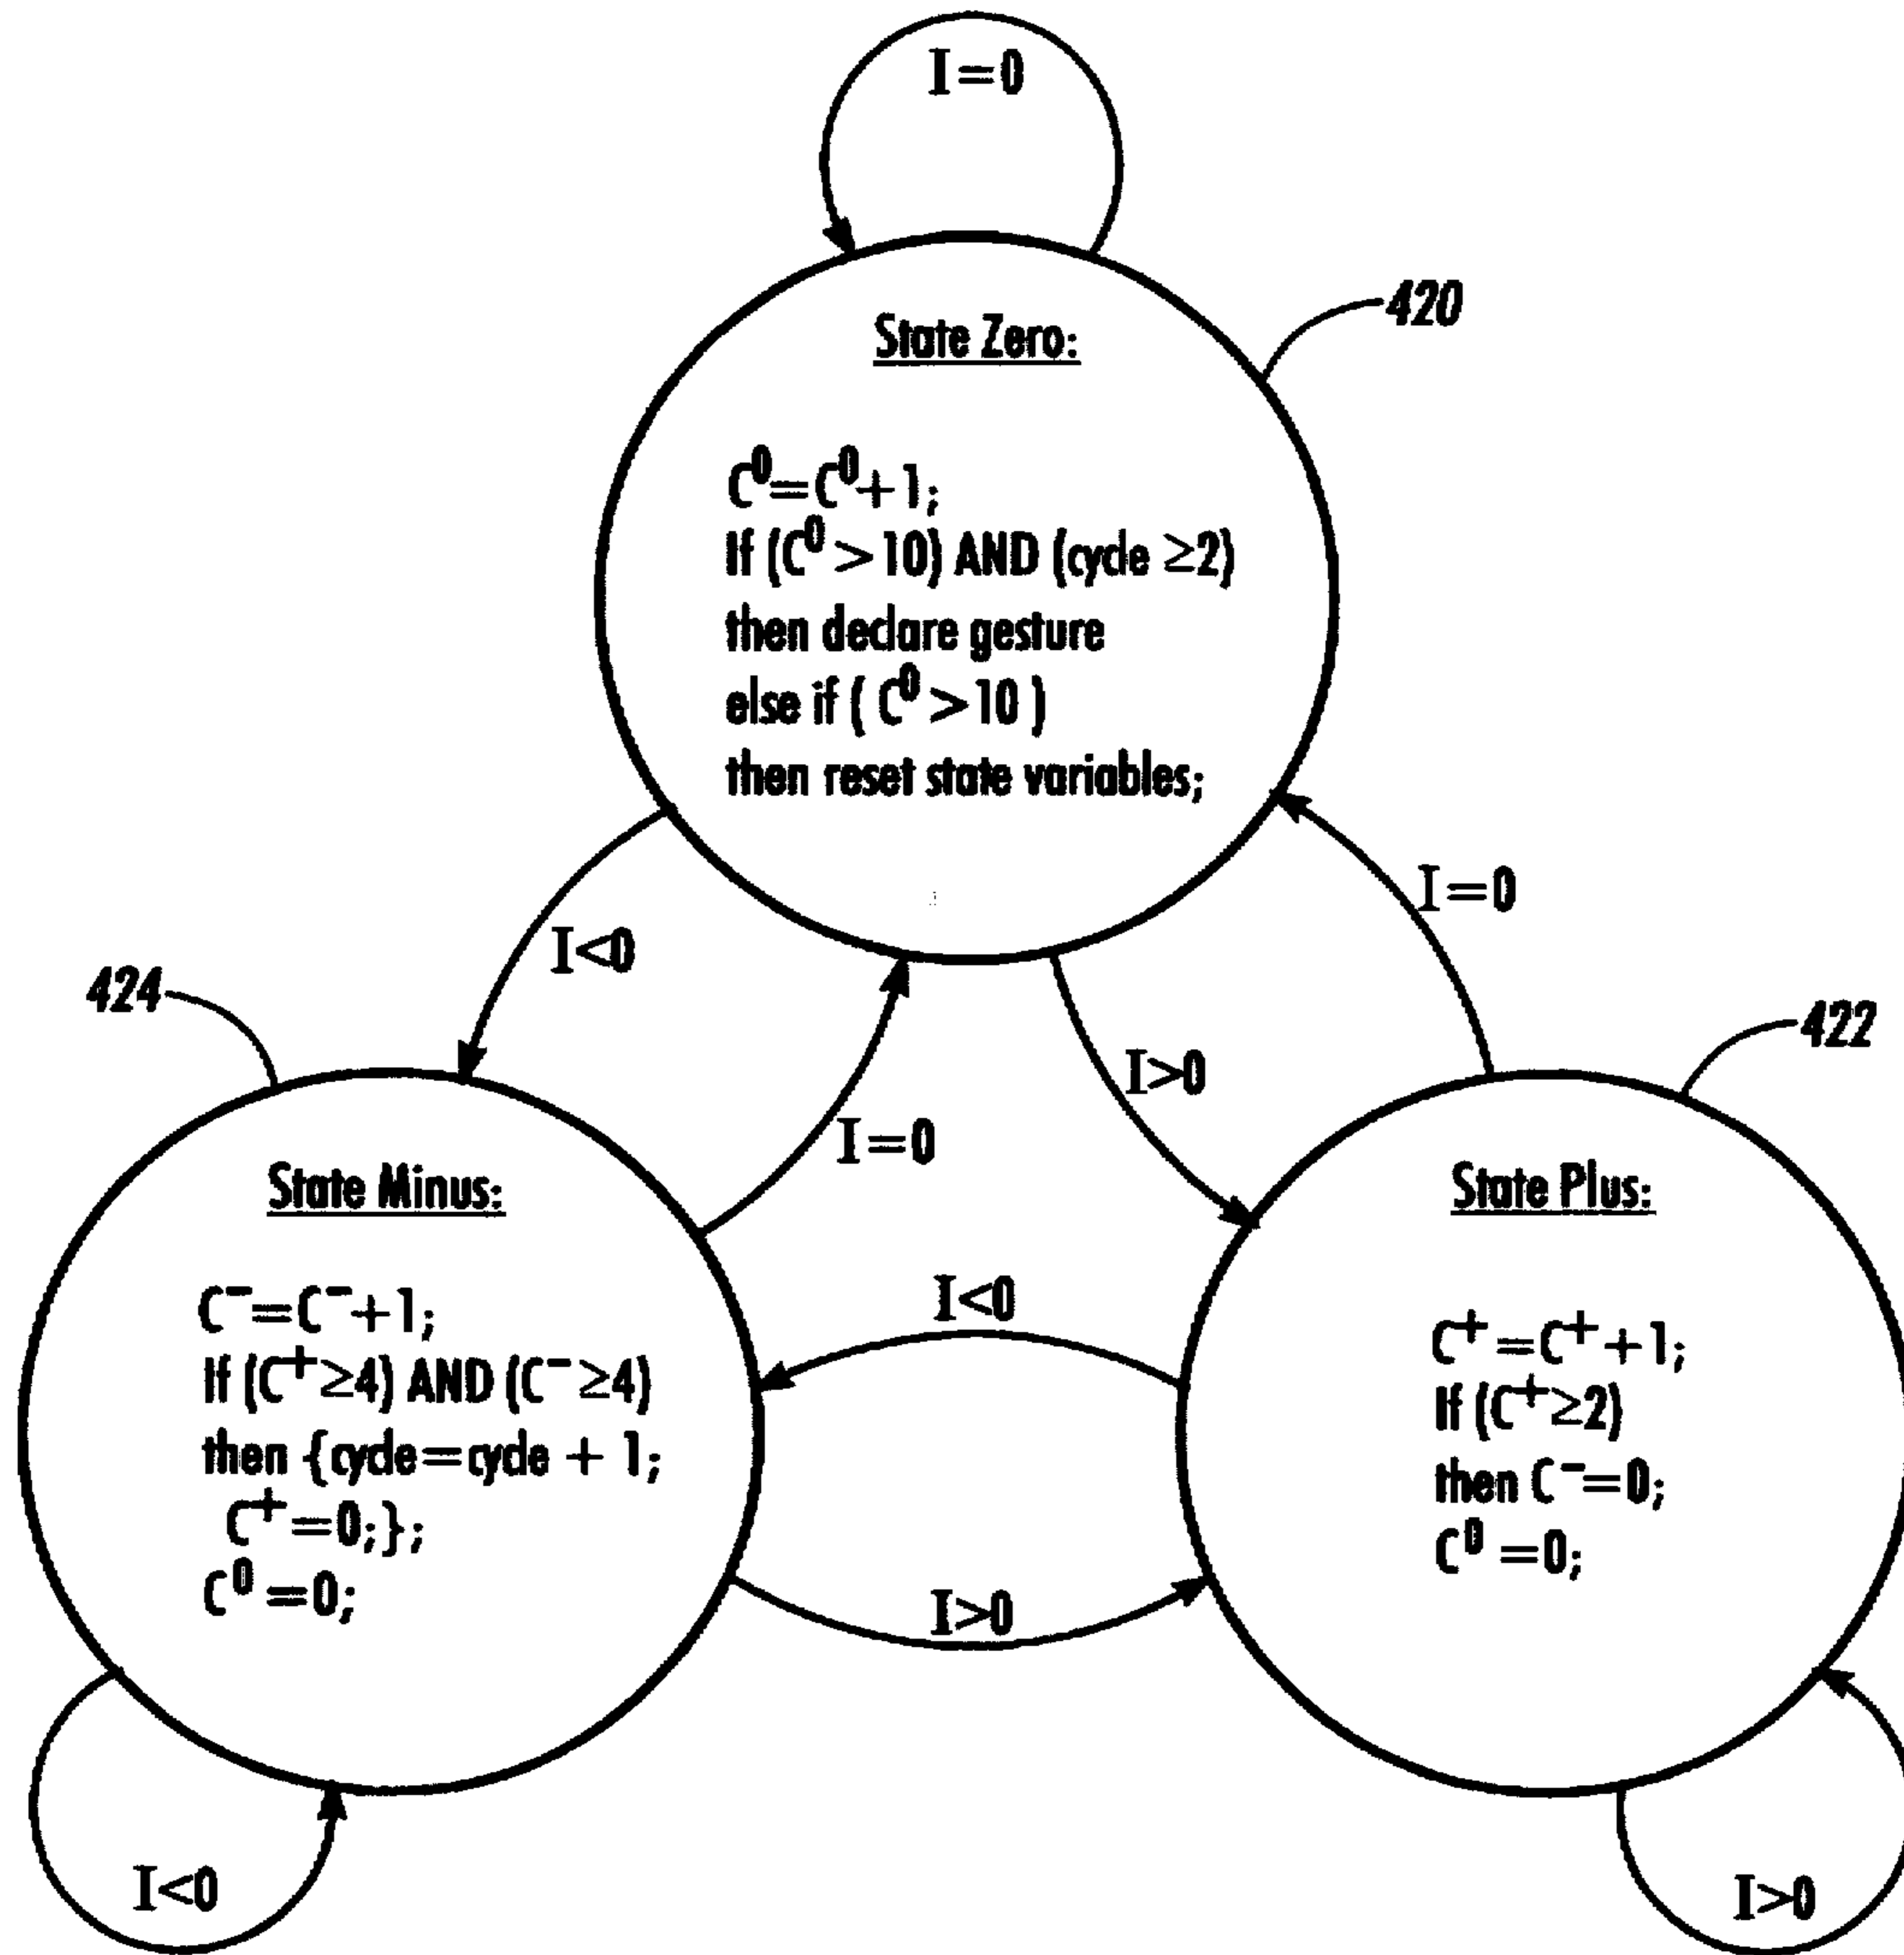 I=0
420
State Zero:
C⁰=C⁰+1;
If (C⁰ > 10) AND (cycle ≥2)
then declare gesture
else if ( C⁰ > 10 )
then reset state variables;
I=0
I<0
424
422
I>0
I=0
State Minus:
C⁻=C⁻+1;
If (C⁺≥4) AND (C⁻≥4)
then {cycle=cycle + 1;
C⁺=0;};
C⁰=0;
State Plus:
C⁺=C⁺+1;
If (C⁺≥2)
then C⁻=0;
C⁰=0;
I<0
I>0
I<0
I>0